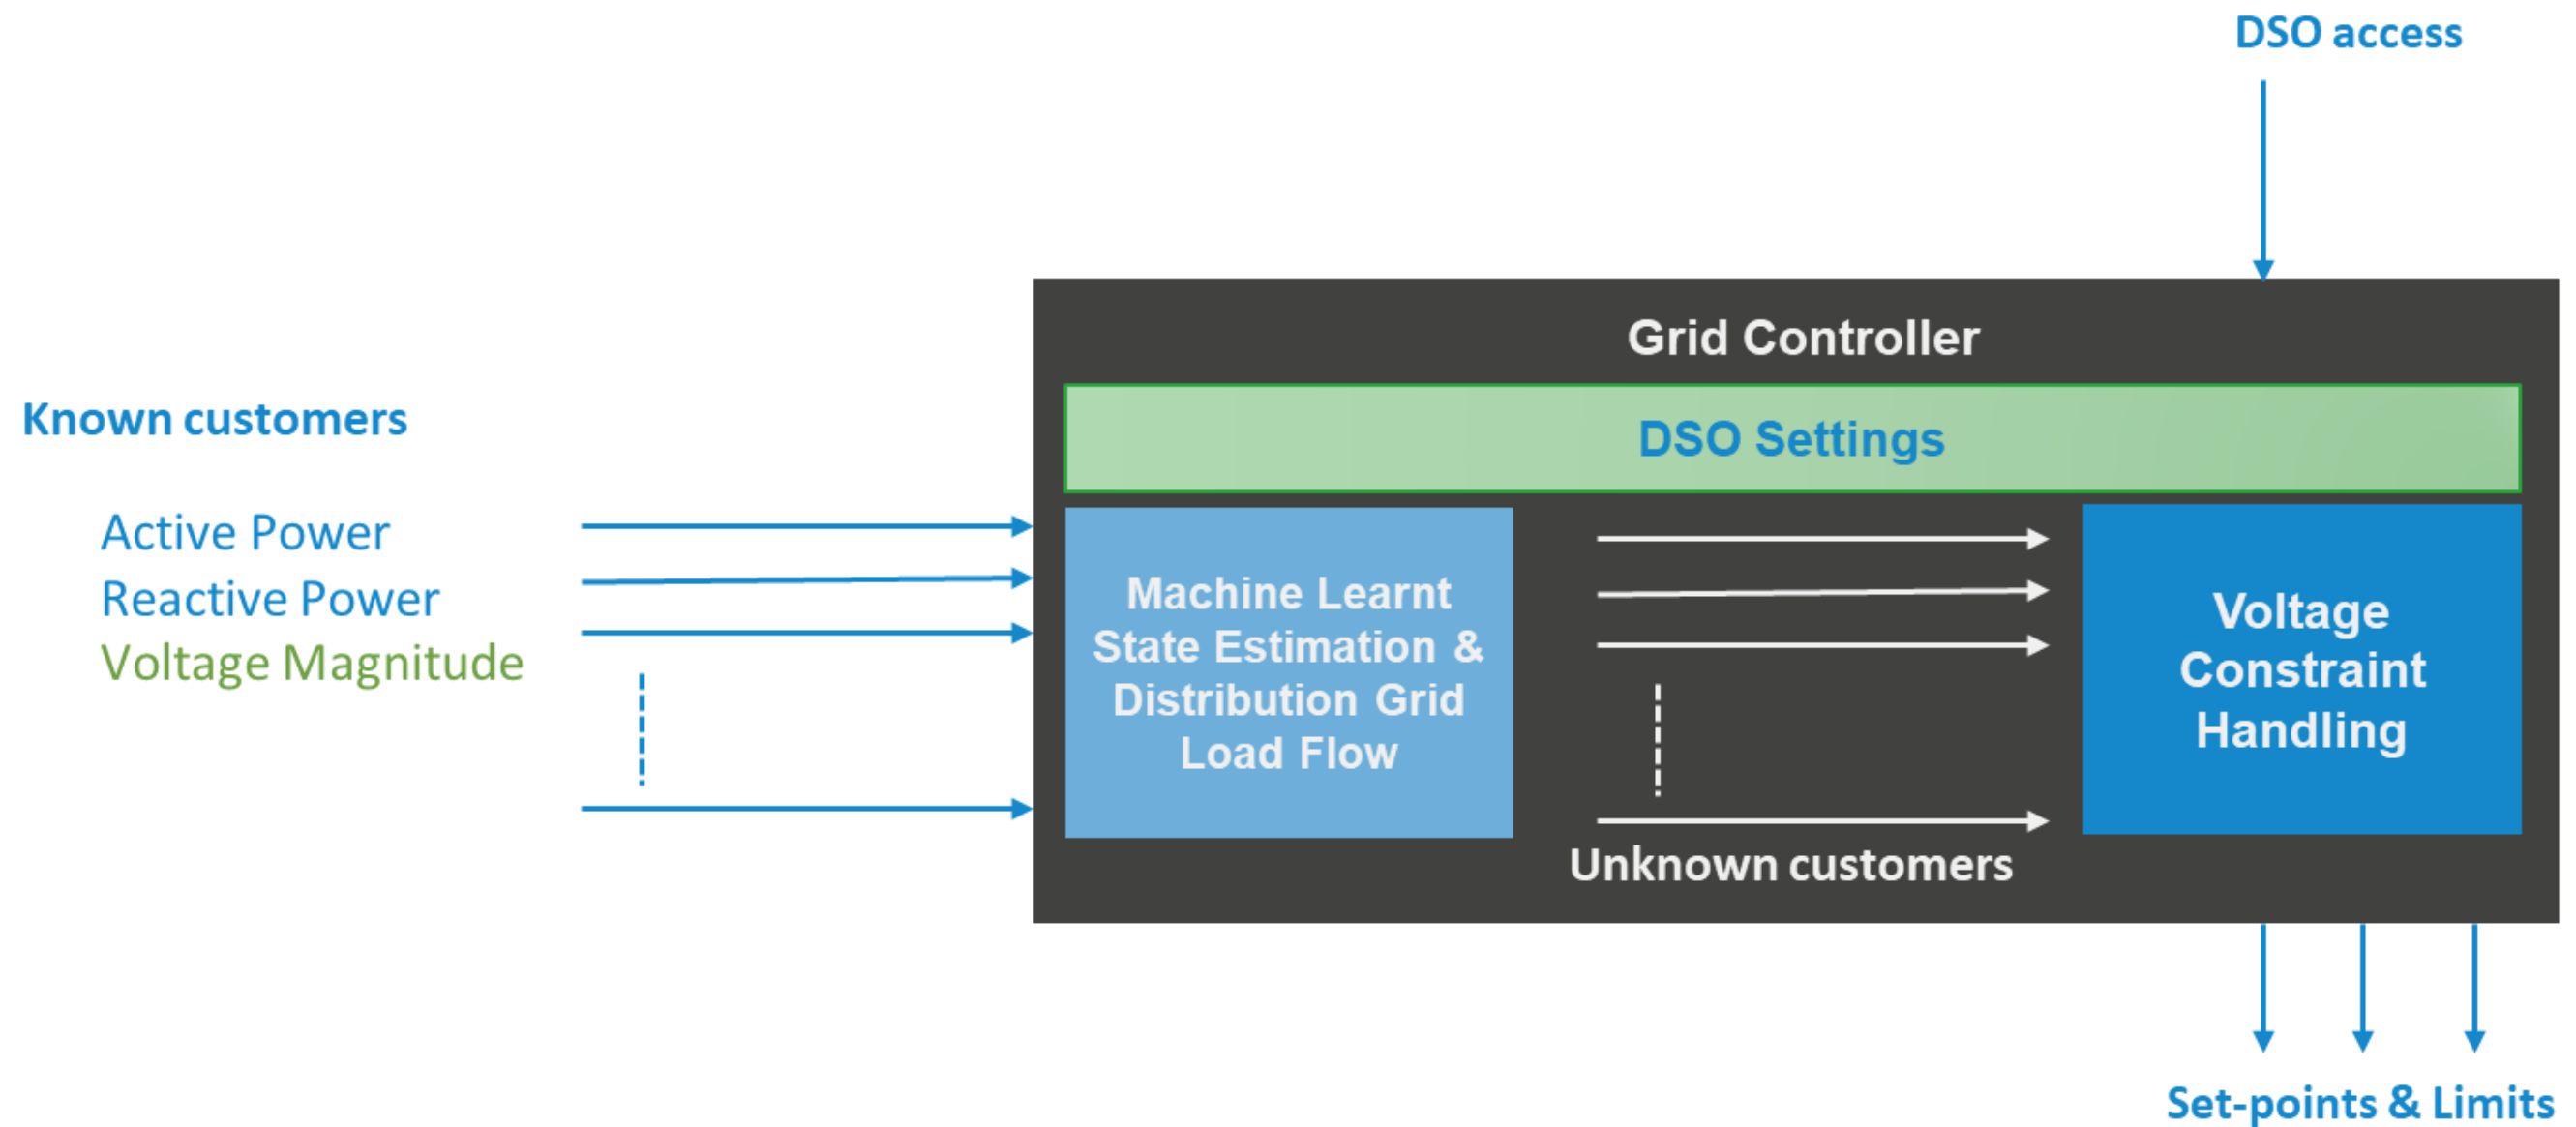 DSO access
Grid Controller
DSO Settings
Known customers
Active Power
Reactive Power
Voltage Magnitude
Machine Learnt
State Estimation &
Distribution Grid
Load Flow
Voltage
Constraint
Handling
Unknown customers
Set-points & Limits